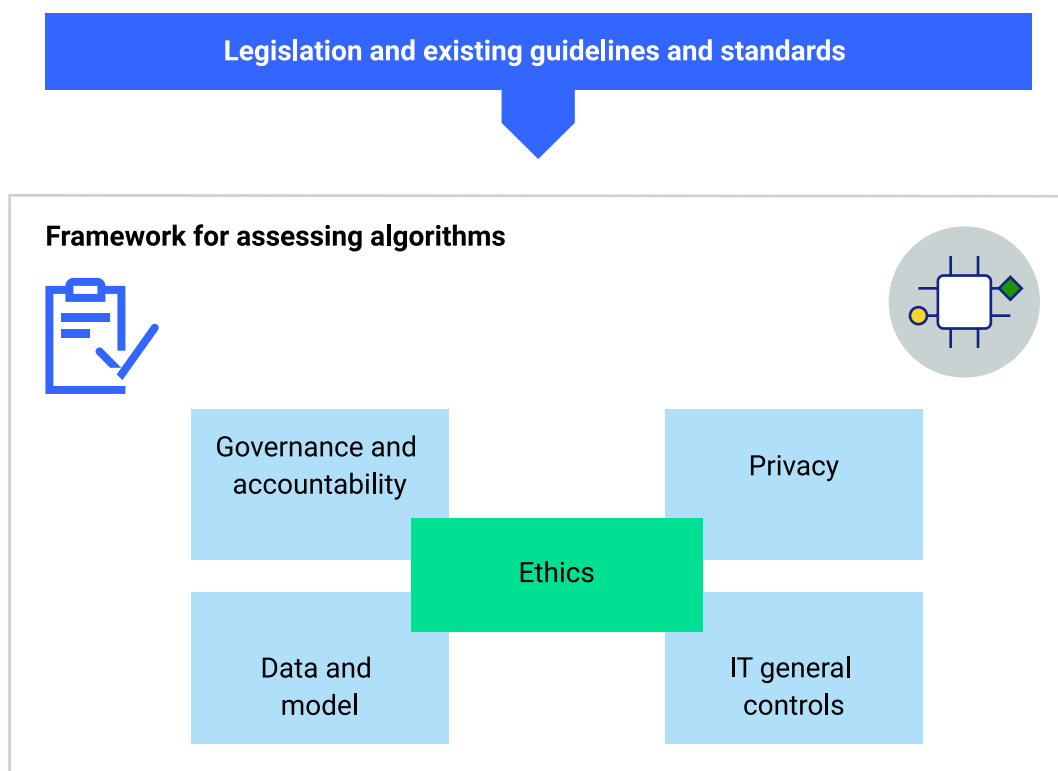 Legislation and existing guidelines and standards
Framework for assessing algorithms
Governance and
accountability
Privacy
Ethics
Data and
model
IT general
controls